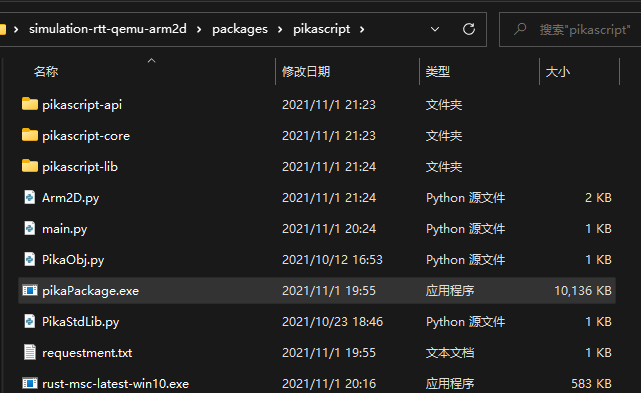 simulation-rtt-qemu-arm2d > packages > pikascript > 搜索"pikascript"
名称 修改日期 类型 大小
pikascript-api 2021/11/1 21:23 文件夹
pikascript-core 2021/11/1 21:23 文件夹
pikascript-lib 2021/11/1 21:24 文件夹
Arm2D.py 2021/11/1 21:24 Python 源文件 2 KB
main.py 2021/11/1 20:24 Python 源文件 1 KB
PikaObj.py 2021/10/12 16:53 Python 源文件 1 KB
pikaPackage.exe 2021/11/1 19:55 应用程序 10,136 KB
PikaStdLib.py 2021/10/23 18:46 Python 源文件 1 KB
requestment.txt 2021/11/1 19:55 文本文档 1 KB
rust-msc-latest-win10.exe 2021/11/1 20:16 应用程序 583 KB